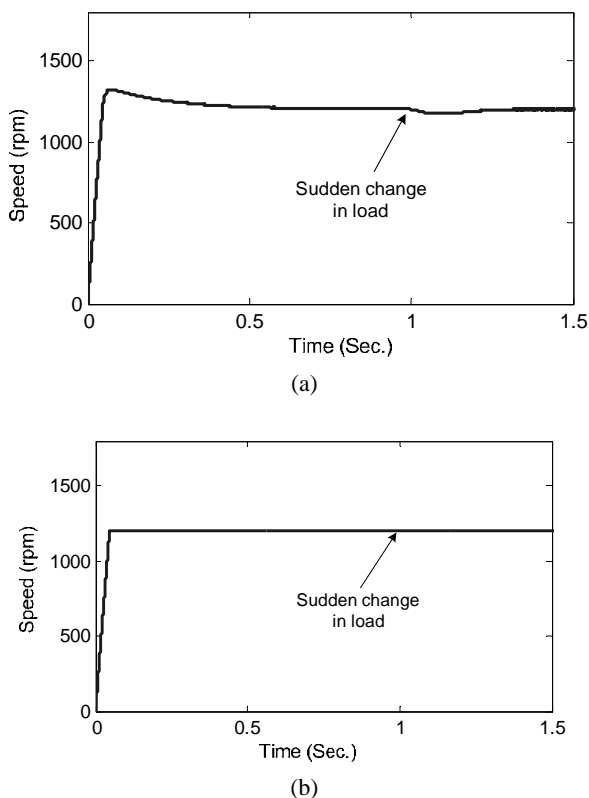 1500
1000
500
0
Speed (rpm)
Sudden change
in load
0
0.5
1
1.5
Time (Sec.)
(a)
1500
1000
500
0
Speed (rpm)
Sudden change
in load
0
0.5
1
1.5
Time (Sec.)
(b)